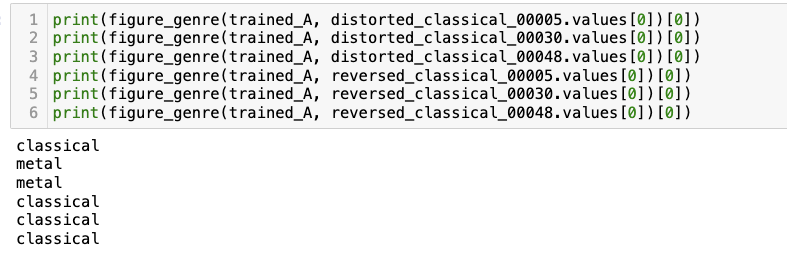 1 print(figure_genre(trained_A, distorted_classical_00005.values[0])[0])
2 print(figure_genre(trained_A, distorted_classical_00030.values[0])[0])
3 print(figure_genre(trained_A, distorted_classical_00048.values[0])[0])
4 print(figure_genre(trained_A, reversed_classical_00005.values[0])[0])
5 print(figure_genre(trained_A, reversed_classical_00030.values[0])[0])
6 print(figure_genre(trained_A, reversed_classical_00048.values[0])[0])
classical
metal
metal
classical
classical
classical